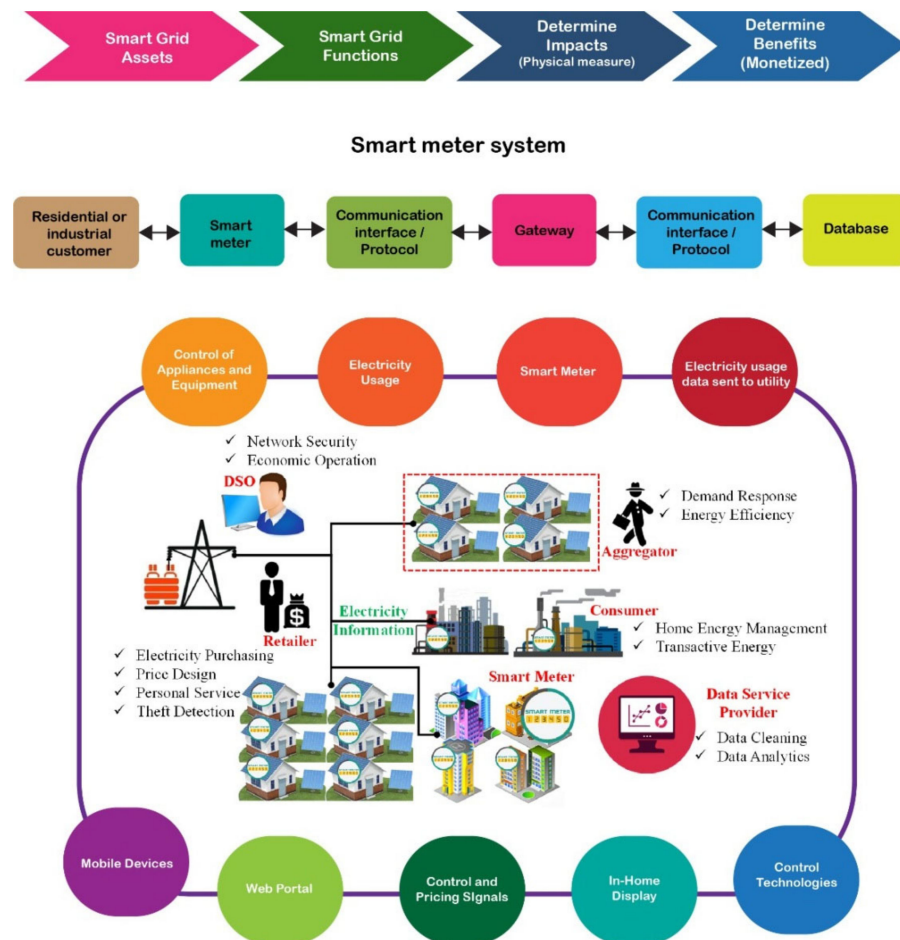 Smart Grid
Assets
Smart Grid
Functions
Determine
Impacts
(Physical measure)
Determine
Benefits
(Monetized)
Smart meter system
Residential or
industrial
customer
Smart
meter
Communication
interface /
Protocol
Gateway
Communication
interface /
Protocol
Database
Control of
Appliances and
Equipment
Electricity
Usage
Smart Meter
Electricity usage
data sent to utility
✓ Network Security
✓ Economic Operation
DSO
✓ Demand Response
✓ Energy Efficiency
Aggregator
Retailer
Electricity
Information
Consumer
✓ Home Energy Management
✓ Transactive Energy
✓ Electricity Purchasing
✓ Price Design
✓ Personal Service
✓ Theft Detection
Smart Meter
SMART METER
Data Service
Provider
✓ Data Cleaning
✓ Data Analytics
Mobile Devices
Web Portal
Control and
Pricing SIgnals
In-Home
Display
Control
Technologies